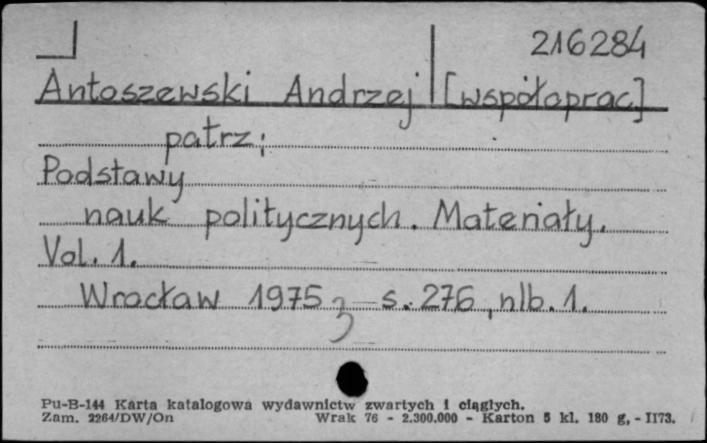 216284
Antoszewski Andrzej [współoprac]
patrz:
Podstawy
nauk politycznych. Materiały.
Vol. 1.
Wrocław 1975 s. 276, nlb. 1.
Pu-B-144 Karta katalogowa wydawnictw zwartych i ciągłych.
Zam. 2264/DW/On Wrak 76 - 2.300.000 - Karton 5 kl. 180 g. - II73.